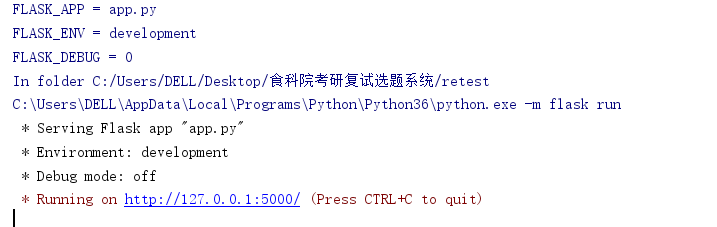 FLASK_APP = app.py
FLASK_ENV = development
FLASK_DEBUG = 0
In folder C:/Users/DELL/Desktop/食科院考研复试选题系统/retest
C:\Users\DELL\AppData\Local\Programs\Python\Python36\python.exe -m flask run
* Serving Flask app "app.py"
* Environment: development
* Debug mode: off
* Running on http://127.0.0.1:5000/ (Press CTRL+C to quit)